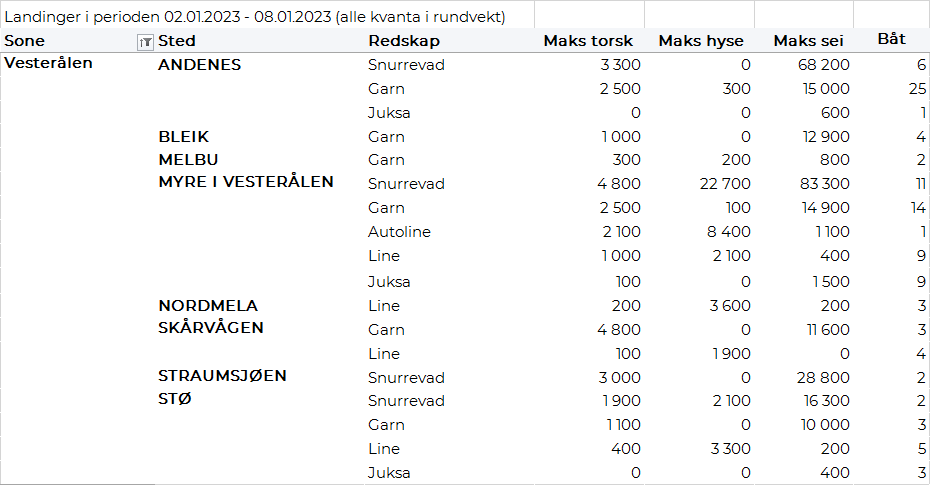 Landinger i perioden 02.01.2023 - 08.01.2023 (alle kvanta i rundvekt)
Sone Sted Redskap Maks torsk Maks hyse Maks sei Båt
Vesterålen ANDENES Snurrevad 3 300 0 68 200 6
Garn 2 500 300 15 000 25
Juksa 0 0 600 1
BLEIK Garn 1 000 0 12 900 4
MELBU Garn 300 200 800 2
MYRE I VESTERÅLEN Snurrevad 4 800 22 700 83 300 11
Garn 2 500 100 14 900 14
Autoline 2 100 8 400 1 100 1
Line 1 000 2 100 400 9
Juksa 100 0 1 500 9
NORDMELA Line 200 3 600 200 3
SKÅRVÅGEN Garn 4 800 0 11 600 3
Line 100 1 900 0 4
STRAUMSJØEN Snurrevad 3 000 0 28 800 2
STØ Snurrevad 1 900 2 100 16 300 2
Garn 1 100 0 10 000 3
Line 400 3 300 200 5
Juksa 0 0 400 3